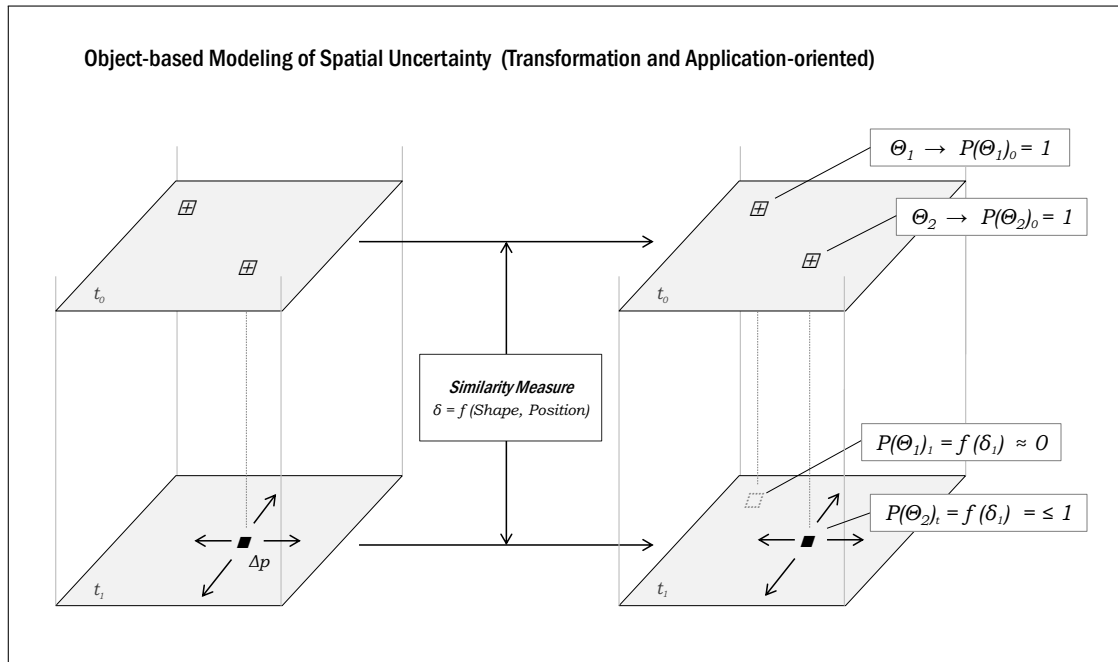 Object-based Modeling of Spatial Uncertainty (Transformation and Application-oriented)
Θ₁ → P(Θ₁)₀ = 1
Θ₂ → P(Θ₂)₀ = 1
t₀
t₀
Similarity Measure
δ = f (Shape, Position)
P(Θ₁)₁ = f (δ₁) ≈ 0
P(Θ₂)ₜ = f (δ₁) = ≤ 1
Δp
t₁
t₁